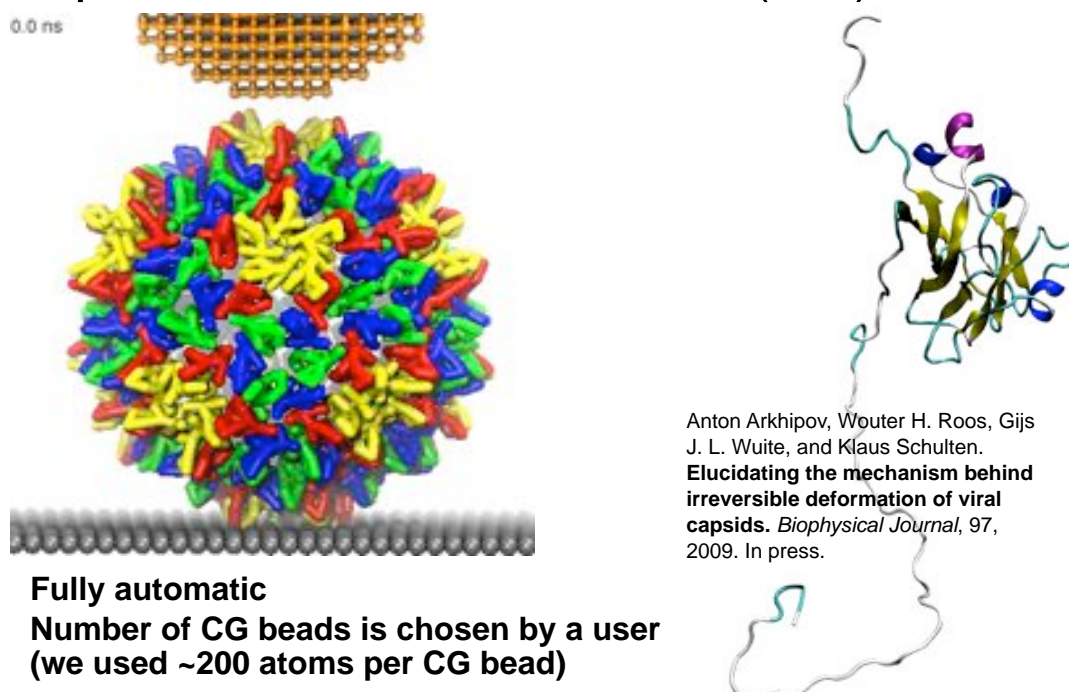 0.0 ns
Anton Arkhipov, Wouter H. Roos, Gijs
J. L. Wuite, and Klaus Schulten.
Elucidating the mechanism behind
irreversible deformation of viral
capsids. Biophysical Journal, 97,
2009. In press.
Fully automatic
Number of CG beads is chosen by a user
(we used ~200 atoms per CG bead)